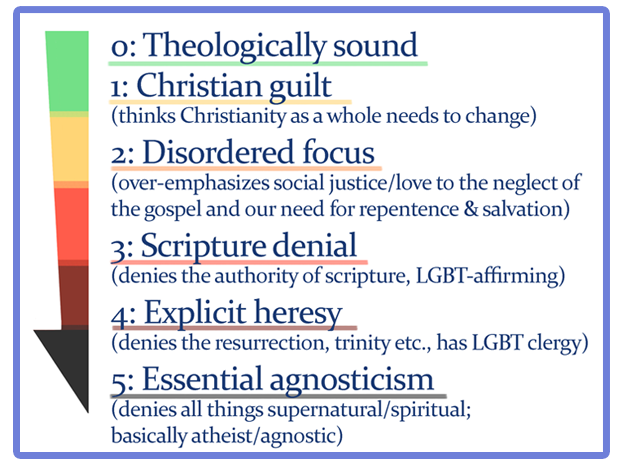 0: Theologically sound
1: Christian guilt
(thinks Christianity as a whole needs to change)
2: Disordered focus
(over-emphasizes social justice/love to the neglect of
the gospel and our need for repentence & salvation)
3: Scripture denial
(denies the authority of scripture, LGBT-affirming)
4: Explicit heresy
(denies the resurrection, trinity etc., has LGBT clergy)
5: Essential agnosticism
(denies all things supernatural/spiritual;
basically atheist/agnostic)